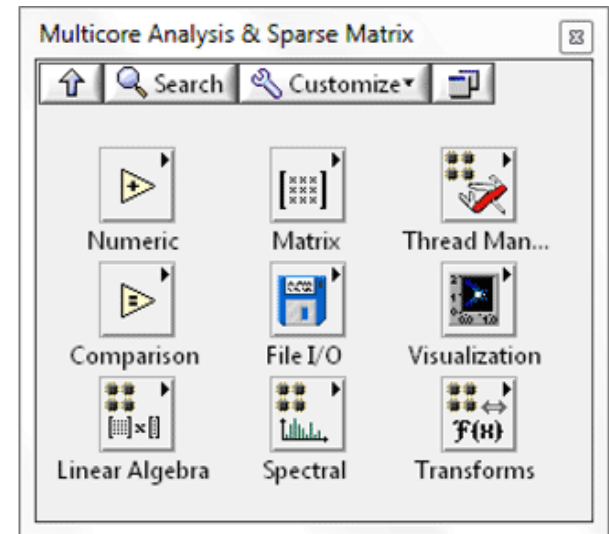 Multicore Analysis & Sparse Matrix
Search Customize
Numeric Matrix Thread Man...
Comparison File I/O Visualization
Linear Algebra Spectral Transforms
F(x)